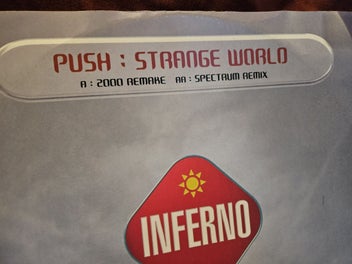 PUSH : STRANGE WORLD
A : 2000 REMAKE AA : SPECTRUM REMIX
INFERNO